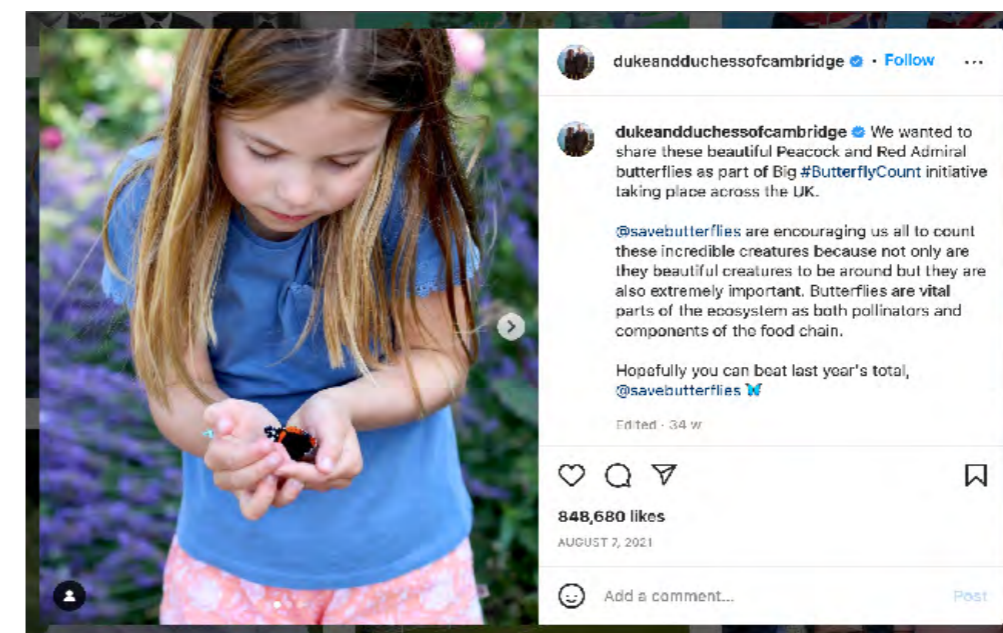 dukeandduchessofcambridge • Follow
dukeandduchessofcambridge We wanted to
share these beautiful Peacock and Red Admiral
butterflies as part of Big #ButterflyCount initiative
taking place across the UK.
@savebutterflies are encouraging us all to count
these incredible creatures because not only are
they beautiful creatures to be around but they are
also extremely important. Butterflies are vital
parts of the ecosystem as both pollinators and
components of the food chain.
Hopefully you can beat last year's total,
@savebutterflies 🦋
Edited · 34 w
848,680 likes
AUGUST 7, 2021
Add a comment...
Post